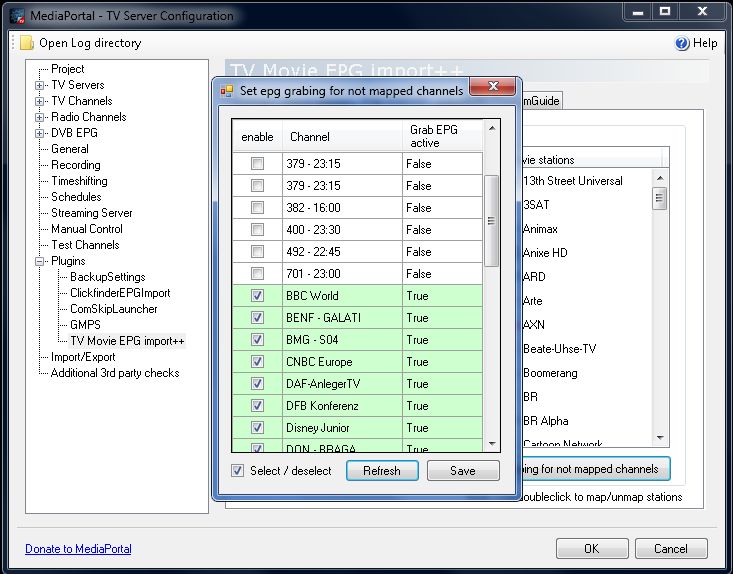 MediaPortal - TV Server Configuration
Open Log directory
Help
Project
TV Servers
TV Channels
Radio Channels
DVB EPG
General
Recording
Timeshifting
Schedules
Streaming Server
Manual Control
Test Channels
Plugins
BackupSettings
ClickfinderEPGImport
ComSkipLauncher
GMPS
TV Movie EPG import++
Import/Export
Additional 3rd party checks
TV Movie EPG import++
Set epg grabing for not mapped channels
enable Channel Grab EPG active
379 - 23:15 False
379 - 23:15 False
382 - 16:00 False
400 - 23:30 False
492 - 22:45 False
701 - 23:00 False
BBC World True
BENF - GALATI True
BMG - S04 True
CNBC Europe True
DAF-AnlegerTV True
DFB Konferenz True
Disney Junior True
DON - BRAGA True
Select / deselect Refresh Save
mGuide
vie stations
13th Street Universal
3SAT
Animax
Anixe HD
ARD
Arte
AXN
Beate-Uhse-TV
Boomerang
BR
BR Alpha
Cartoon Network
ping for not mapped channels
doubleclick to map/unmap stations
Donate to MediaPortal
OK Cancel